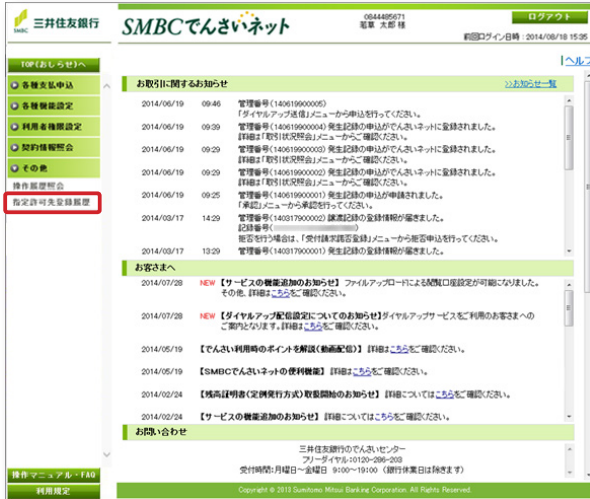 SMBC 三井住友銀行
SMBCでんさいネット
0844485671
若草 太郎 様
ログアウト
前回ログイン日時:2014/08/18 15:35
TOP(おしらせ)へ
ヘルプ
各種支払申込
各種機能設定
利用者権限設定
契約情報照会
その他
操作履歴照会
指定許可先登録履歴
お取引に関するお知らせ
>>お知らせ一覧
2014/06/19 09:46 管理番号(140619900005)
「ダイヤルアップ送信」メニューから申込を行ってください。
2014/06/19 09:39 管理番号(140619900004) 発生記録の申込がでんさいネットに登録されました。
詳細は「取引状況照会」メニューからご確認ください。
2014/06/19 09:29 管理番号(140619900003) 発生記録の申込がでんさいネットに登録されました。
詳細は「取引状況照会」メニューからご確認ください。
2014/06/19 09:29 管理番号(140619900002) 発生記録の申込がでんさいネットに登録されました。
詳細は「取引状況照会」メニューからご確認ください。
2014/06/19 09:25 管理番号(140619900001) 発生記録の申込が申請されました。
「承認」メニューから承認を行ってください。
2014/03/17 14:29 管理番号(140317900002) 譲渡記録の登録情報が届きました。
記録番号( )
拒否を行う場合は、「受付請求諾否登録」メニューから拒否申込を行ってください。
2014/03/17 13:29 管理番号(140317900001) 発生記録の登録情報が届きました。
お客さまへ
2014/07/28 NEW 【サービスの機能追加のお知らせ】 ファイルアップロードによる閲覧口座設定が可能になりました。
その他、詳細はこちらをご確認ください。
2014/07/28 NEW 【ダイヤルアップ配信設定についてのお知らせ】ダイヤルアップサービスをご利用のお客さまへの
ご案内となります。詳細はこちらをご確認ください。
2014/05/19 【でんさい利用時のポイントを解説(動画配信)】 詳細はこちらをご確認ください。
2014/05/19 【SMBCでんさいネットの便利機能】 詳細はこちらをご確認ください。
2014/02/24 【残高証明書(定例発行方式)取扱開始のお知らせ】 詳細についてはこちらをご確認ください。
2014/02/24 【サービスの機能追加のお知らせ】 詳細についてはこちらをご確認ください。
お問い合わせ
三井住友銀行のでんさいセンター
フリーダイヤル:0120-286-203
受付時間:月曜日~金曜日 9:00~19:00 (銀行休業日は除きます)
操作マニュアル・FAQ
利用規定
Copyright © 2013 Sumitomo Mitsui Banking Corporation. All Rights Reserved.